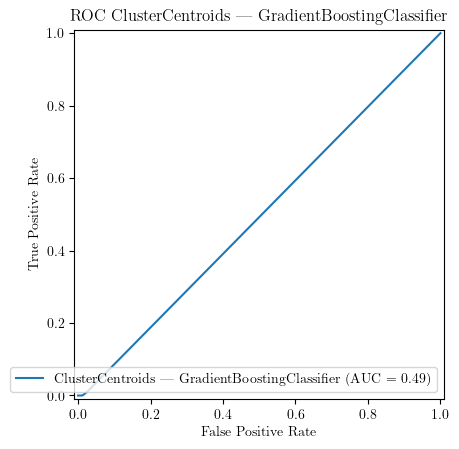 ROC ClusterCentroids — GradientBoostingClassifier
1.0
0.8
0.6
0.4
0.2
0.0
True Positive Rate
ClusterCentroids — GradientBoostingClassifier (AUC = 0.49)
0.0 0.2 0.4 0.6 0.8 1.0
False Positive Rate